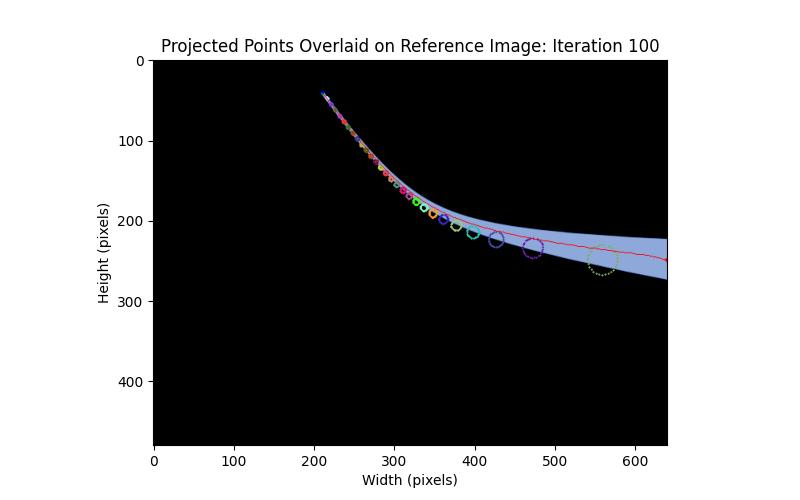 Projected Points Overlaid on Reference Image: Iteration 100
0
100
200
300
400
Height (pixels)
0 100 200 300 400 500 600
Width (pixels)